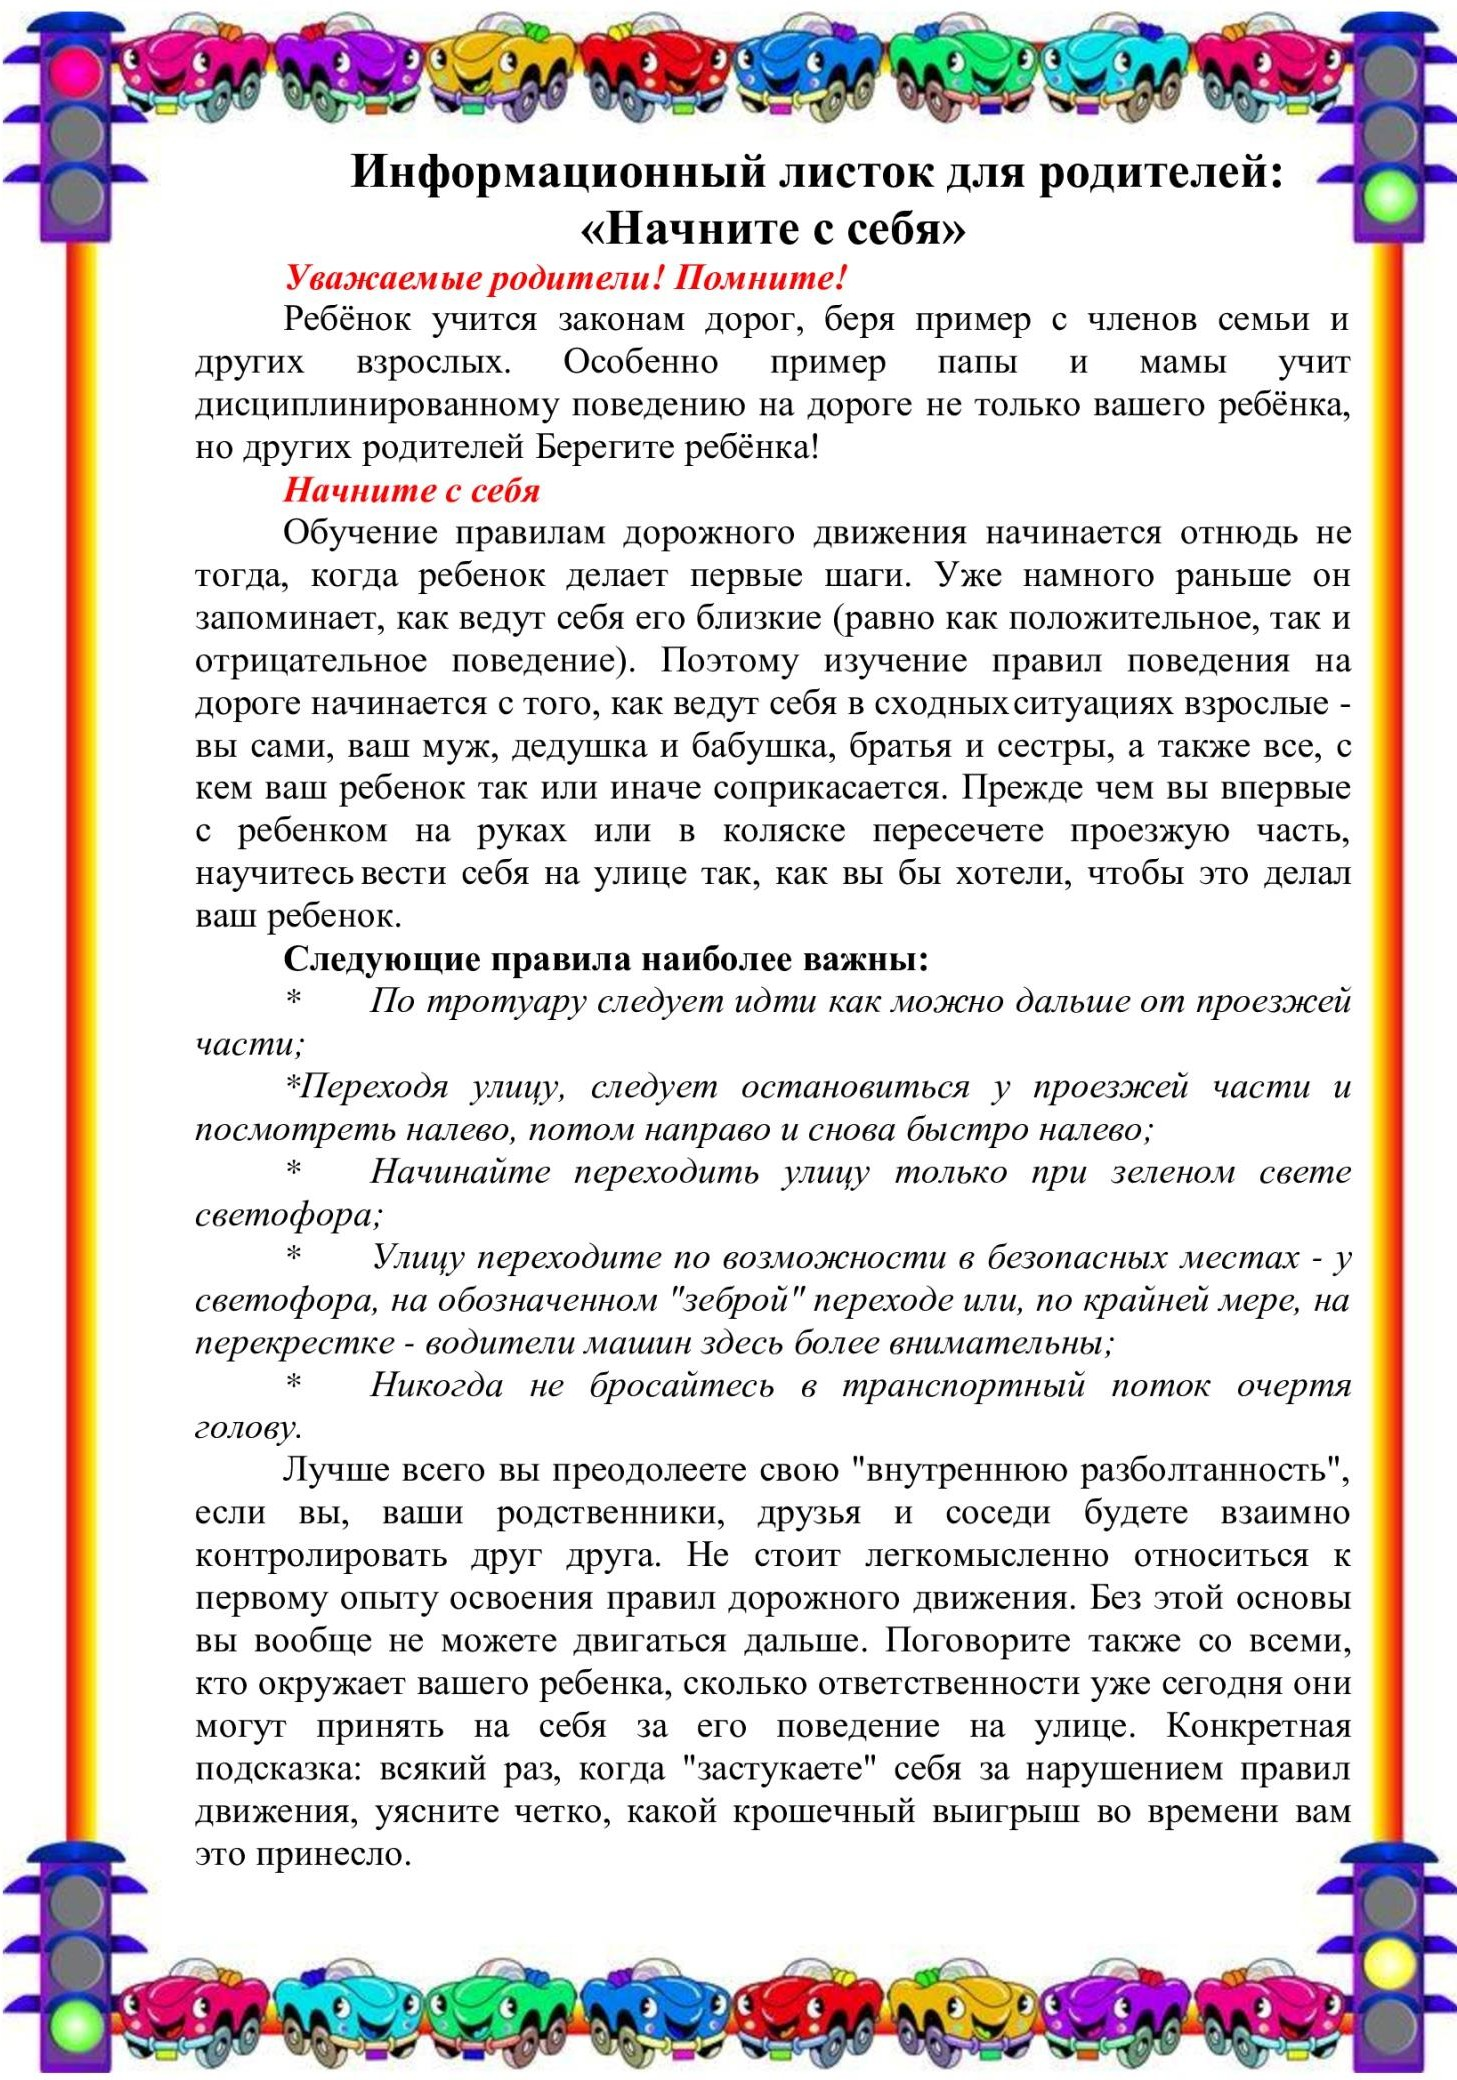 Информационный листок для родителей:
«Начните с себя»
Уважаемые родители! Помните!
Ребёнок учится законам дорог, беря пример с членов семьи и
других взрослых. Особенно пример папы и мамы учит
дисциплинированному поведению на дороге не только вашего ребёнка,
но других родителей Берегите ребёнка!
Начните с себя
Обучение правилам дорожного движения начинается отнюдь не
тогда, когда ребенок делает первые шаги. Уже намного раньше он
запоминает, как ведут себя его близкие (равно как положительное, так и
отрицательное поведение). Поэтому изучение правил поведения на
дороге начинается с того, как ведут себя в сходных ситуациях взрослые -
вы сами, ваш муж, дедушка и бабушка, братья и сестры, а также все, с
кем ваш ребенок так или иначе соприкасается. Прежде чем вы впервые
с ребенком на руках или в коляске пересечете проезжую часть,
научитесь вести себя на улице так, как вы бы хотели, чтобы это делал
ваш ребенок.
Следующие правила наиболее важны:
* По тротуару следует идти как можно дальше от проезжей
части;
*Переходя улицу, следует остановиться у проезжей части и
посмотреть налево, потом направо и снова быстро налево;
* Начинайте переходить улицу только при зеленом свете
светофора;
* Улицу переходите по возможности в безопасных местах - у
светофора, на обозначенном "зеброй" переходе или, по крайней мере, на
перекрестке - водители машин здесь более внимательны;
* Никогда не бросайтесь в транспортный поток очертя
голову.
Лучше всего вы преодолеете свою "внутреннюю разболтанность",
если вы, ваши родственники, друзья и соседи будете взаимно
контролировать друг друга. Не стоит легкомысленно относиться к
первому опыту освоения правил дорожного движения. Без этой основы
вы вообще не можете двигаться дальше. Поговорите также со всеми,
кто окружает вашего ребенка, сколько ответственности уже сегодня они
могут принять на себя за его поведение на улице. Конкретная
подсказка: всякий раз, когда "застукаете" себя за нарушением правил
движения, уясните четко, какой крошечный выигрыш во времени вам
это принесло.